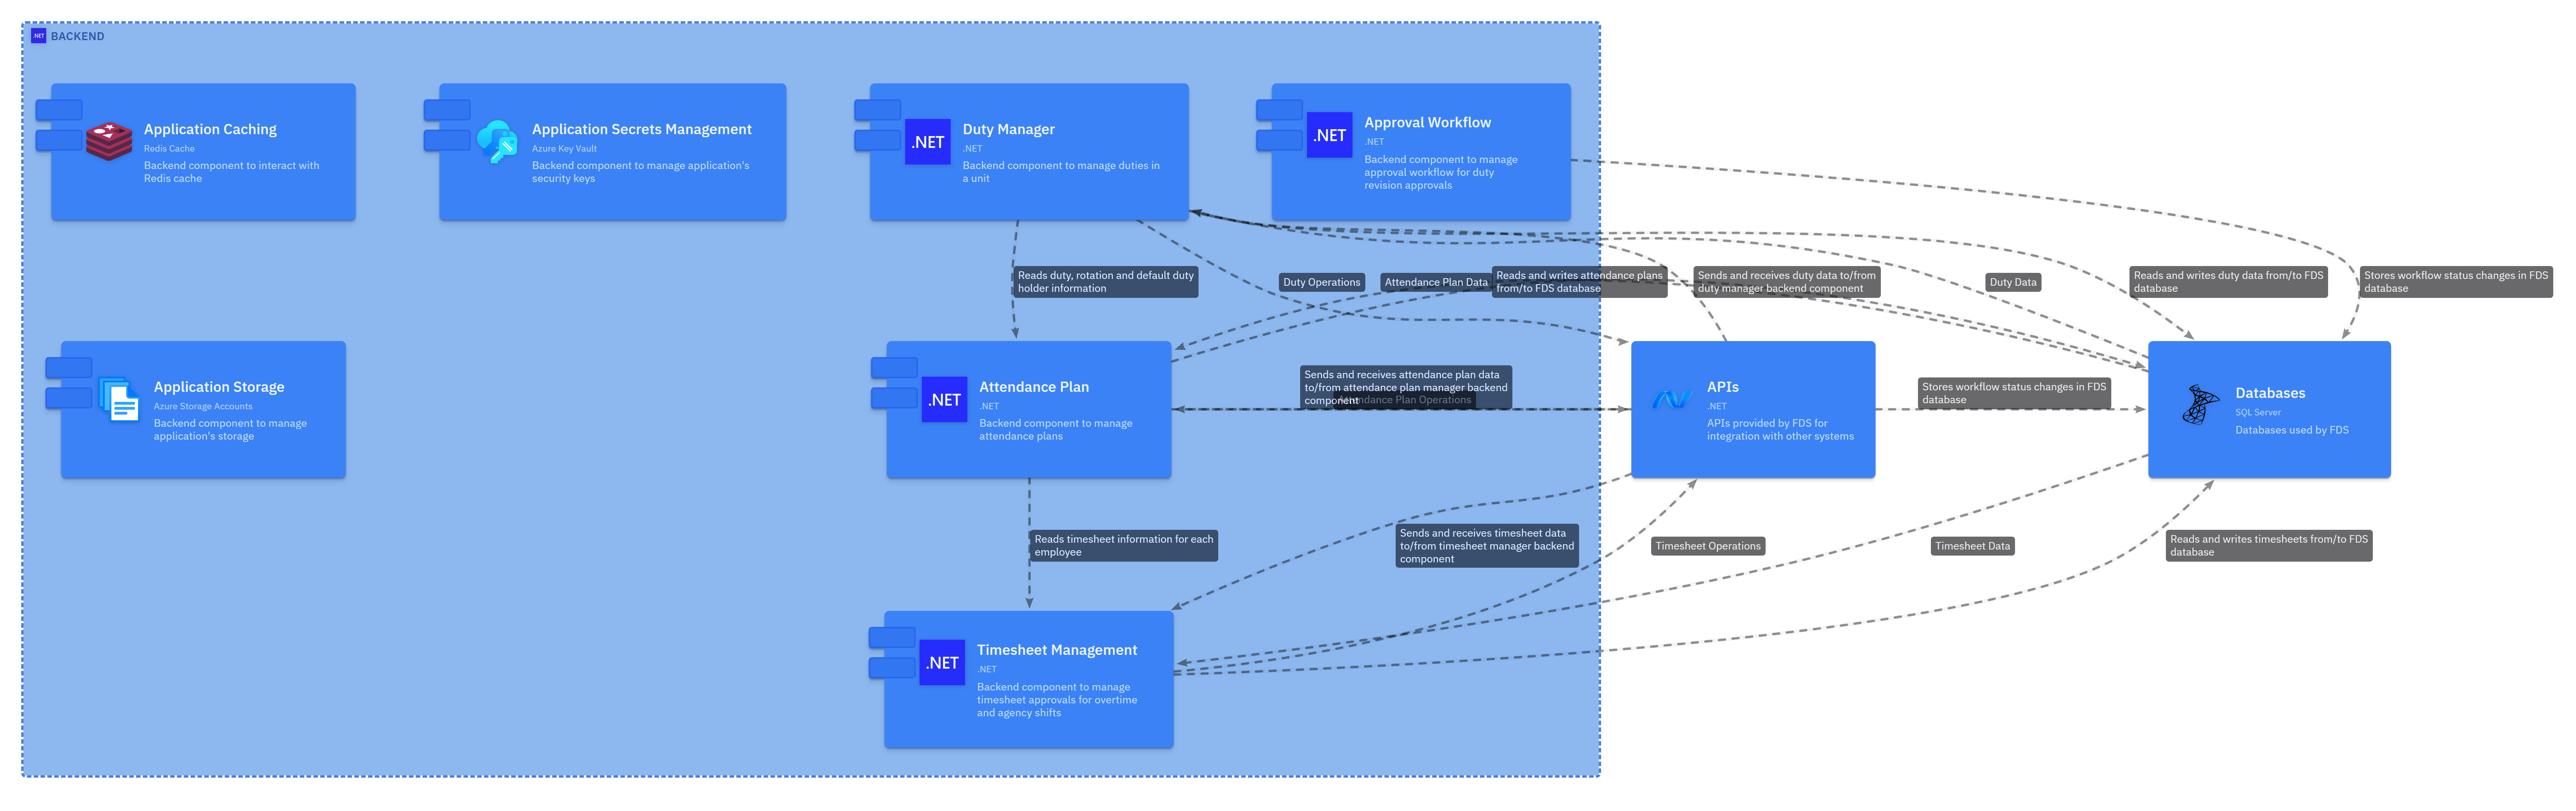 .NET BACKEND
Application Caching
Redis Cache
Backend component to interact with
Redis cache
Application Secrets Management
Azure Key Vault
Backend component to manage application's
security keys
.NET
Duty Manager
.NET
Backend component to manage duties in
a unit
.NET
Approval Workflow
.NET
Backend component to manage
approval workflow for duty
revision approvals
Reads duty, rotation and default duty
holder information
Duty Operations
Attendance Plan Data
Reads and writes attendance plans
from/to FDS database
Sends and receives duty data to/from
duty manager backend component
Duty Data
Reads and writes duty data from/to FDS
database
Stores workflow status changes in FDS
database
Application Storage
Azure Storage Accounts
Backend component to manage
application's storage
.NET
Attendance Plan
.NET
Backend component to manage
attendance plans
Sends and receives attendance plan data
to/from attendance plan manager backend
component
Attendance Plan Operations
APIs
.NET
APIs provided by FDS for
integration with other systems
Stores workflow status changes in FDS
database
Databases
SQL Server
Databases used by FDS
Reads timesheet information for each
employee
Sends and receives timesheet data
to/from timesheet manager backend
component
Timesheet Operations
Timesheet Data
Reads and writes timesheets from/to FDS
database
.NET
Timesheet Management
.NET
Backend component to manage
timesheet approvals for overtime
and agency shifts